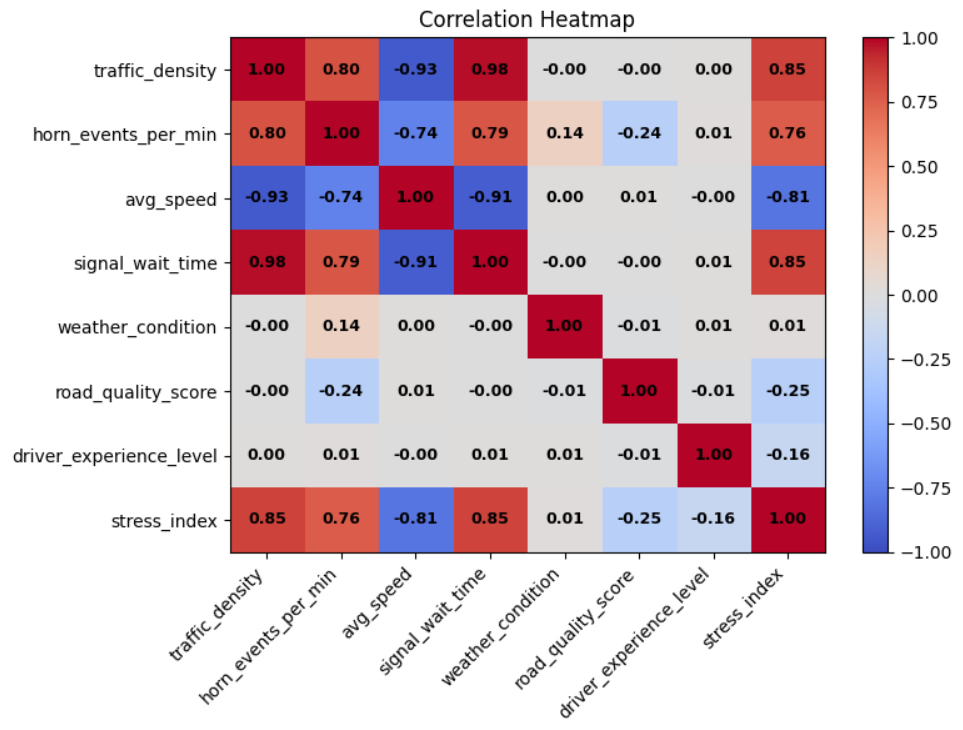 Correlation Heatmap
traffic_density 1.00 0.80 -0.93 0.98 -0.00 -0.00 0.00 0.85
horn_events_per_min 0.80 1.00 -0.74 0.79 0.14 -0.24 0.01 0.76
avg_speed -0.93 -0.74 1.00 -0.91 0.00 0.01 -0.00 -0.81
signal_wait_time 0.98 0.79 -0.91 1.00 -0.00 -0.00 0.01 0.85
weather_condition -0.00 0.14 0.00 -0.00 1.00 -0.01 0.01 0.01
road_quality_score -0.00 -0.24 0.01 -0.00 -0.01 1.00 -0.01 -0.25
driver_experience_level 0.00 0.01 -0.00 0.01 0.01 -0.01 1.00 -0.16
stress_index 0.85 0.76 -0.81 0.85 0.01 -0.25 -0.16 1.00
traffic_density
horn_events_per_min
avg_speed
signal_wait_time
weather_condition
road_quality_score
driver_experience_level
stress_index
1.00
0.75
0.50
0.25
0.00
−0.25
−0.50
−0.75
−1.00